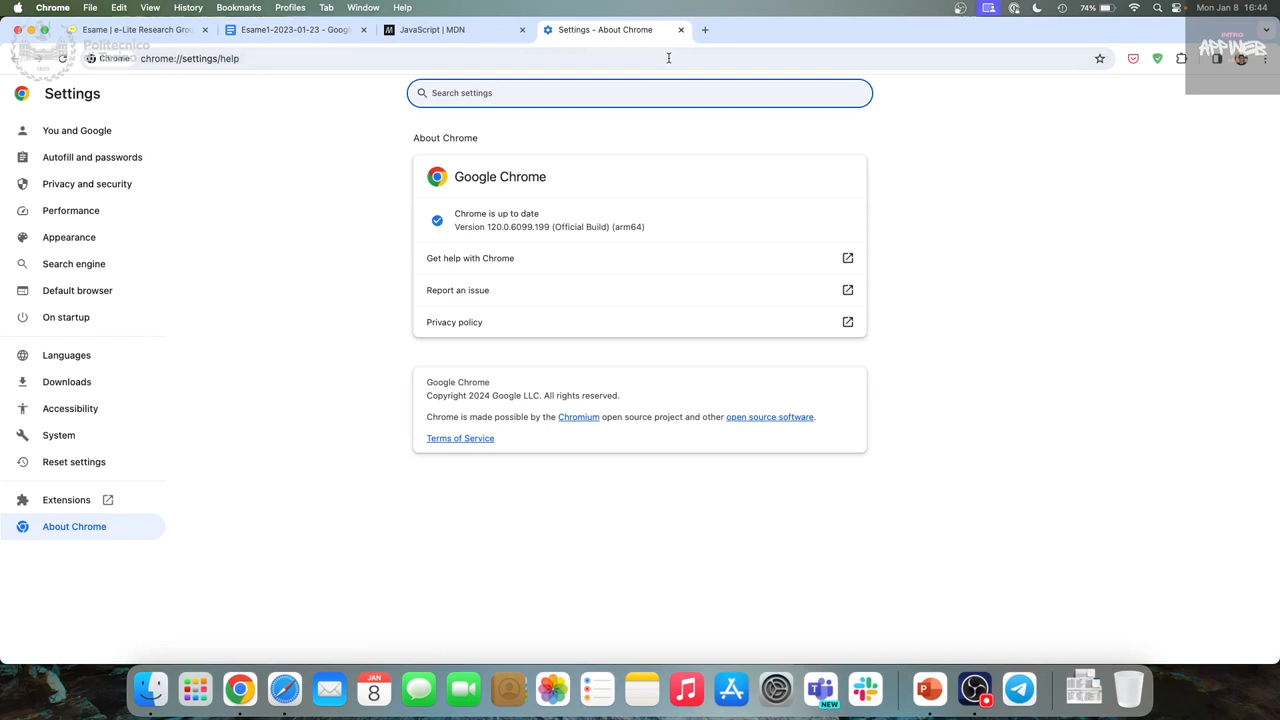 Chrome File Edit View History Bookmarks Profiles Tab Window Help 74% Mon Jan 8 16:44
Esame | e-Lite Research Grou Esame1-2023-01-23 - Googl JavaScript | MDN Settings - About Chrome
Politecnico
Chrome chrome://settings/help
1859
INTRO
APPWEB
Settings
Search settings
You and Google
Autofill and passwords
Privacy and security
Performance
Appearance
Search engine
Default browser
On startup
Languages
Downloads
Accessibility
System
Reset settings
Extensions
About Chrome
About Chrome
Google Chrome
Chrome is up to date
Version 120.0.6099.199 (Official Build) (arm64)
Get help with Chrome
Report an issue
Privacy policy
Google Chrome
Copyright 2024 Google LLC. All rights reserved.
Chrome is made possible by the Chromium open source project and other open source software.
Terms of Service
JAN
8
NEW